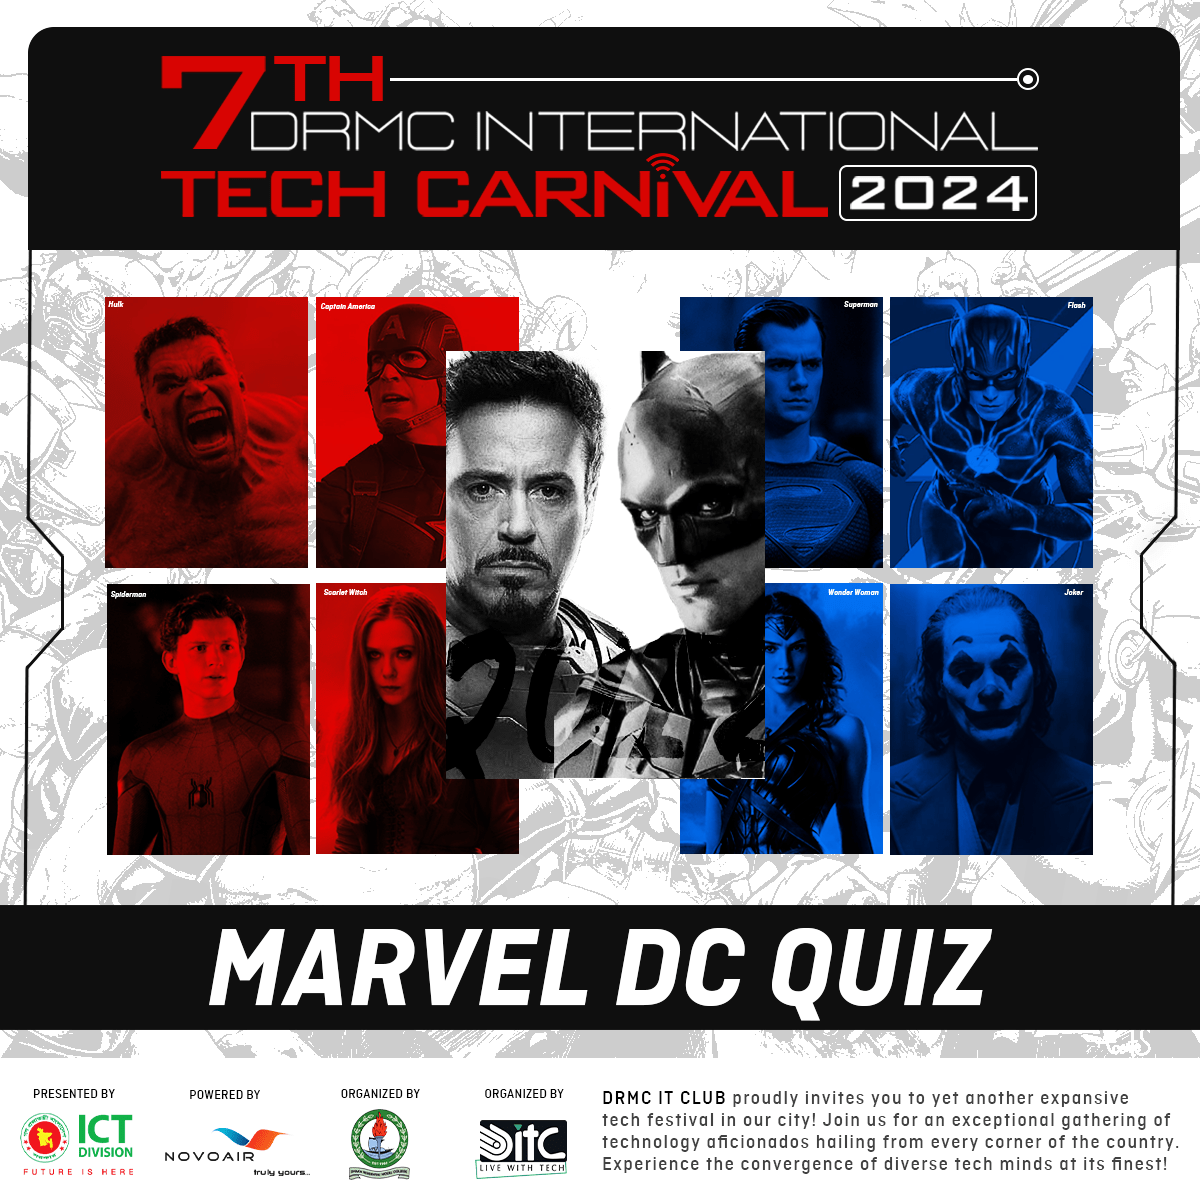 7TH
DRMC INTERNATIONAL
TECH CARNIVAL 2024
Hulk
Captain America
Superman
Flash
Spiderman
Scarlet Witch
Wonder Woman
Joker
MARVEL DC QUIZ
PRESENTED BY
ICT
DIVISION
FUTURE IS HERE
POWERED BY
NOVOAIR
truly yours...
ORGANIZED BY
ORGANIZED BY
DITC
LIVE WITH TECH
DRMC IT CLUB proudly invites you to yet another expansive
tech festival in our city! Join us for an exceptional gathering of
technology aficionados hailing from every corner of the country.
Experience the convergence of diverse tech minds at its finest!